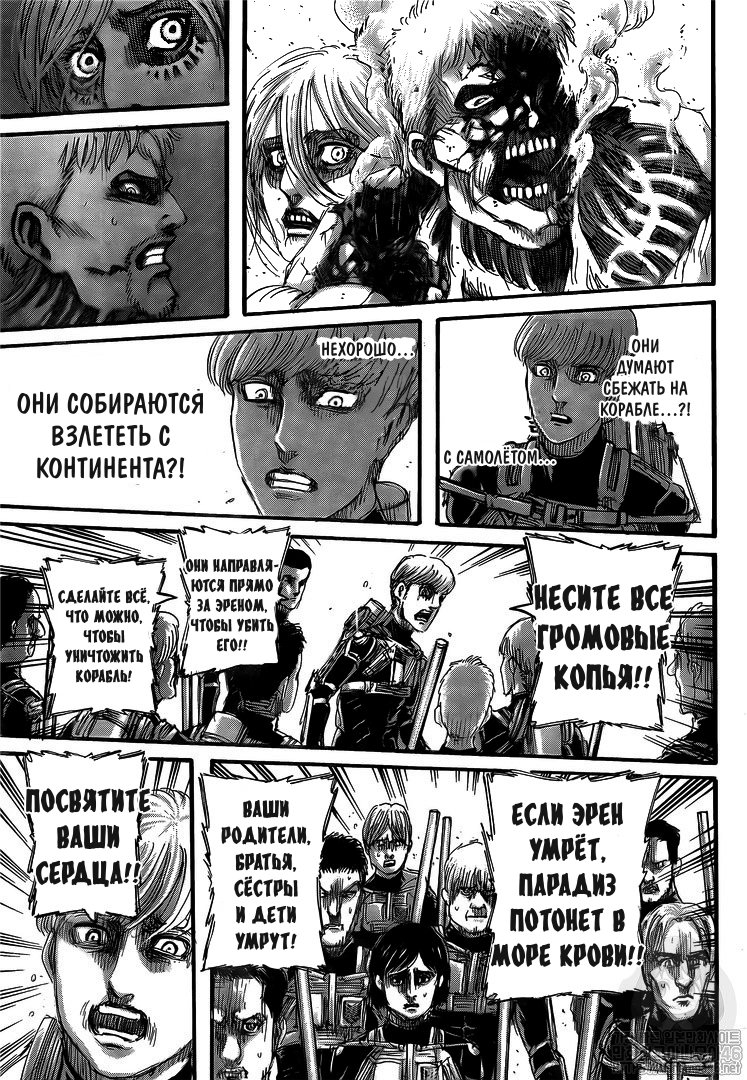 ОНИ
ДУМАЮТ
СБЕЖАТЬ НА
КОРАБЛЕ...?!
С САМОЛЁТОМ...
НЕХОРОШО...
ОНИ СОБИРАЮТСЯ
ВЗЛЕТЕТЬ С
КОНТИНЕНТА?!
НЕСИТЕ ВСЕ
ГРОМОВЫЕ
КОПЬЯ!!
ОНИ НАПРАВЛЯ-
ЮТСЯ ПРЯМО
ЗА ЭРЕНОМ,
ЧТОБЫ УБИТЬ
ЕГО!!
СДЕЛАЙТЕ ВСЁ,
ЧТО МОЖНО,
ЧТОБЫ
УНИЧТОЖИТЬ
КОРАБЛЬ!
ЕСЛИ ЭРЕН
УМРЁТ,
ПАРАДИЗ
ПОТОНЕТ В
МОРЕ КРОВИ!!
ВАШИ
РОДИТЕЛИ,
БРАТЬЯ,
СЁСТРЫ
И ДЕТИ
УМРУТ!
ПОСВЯТИТЕ
ВАШИ
СЕРДЦА!!